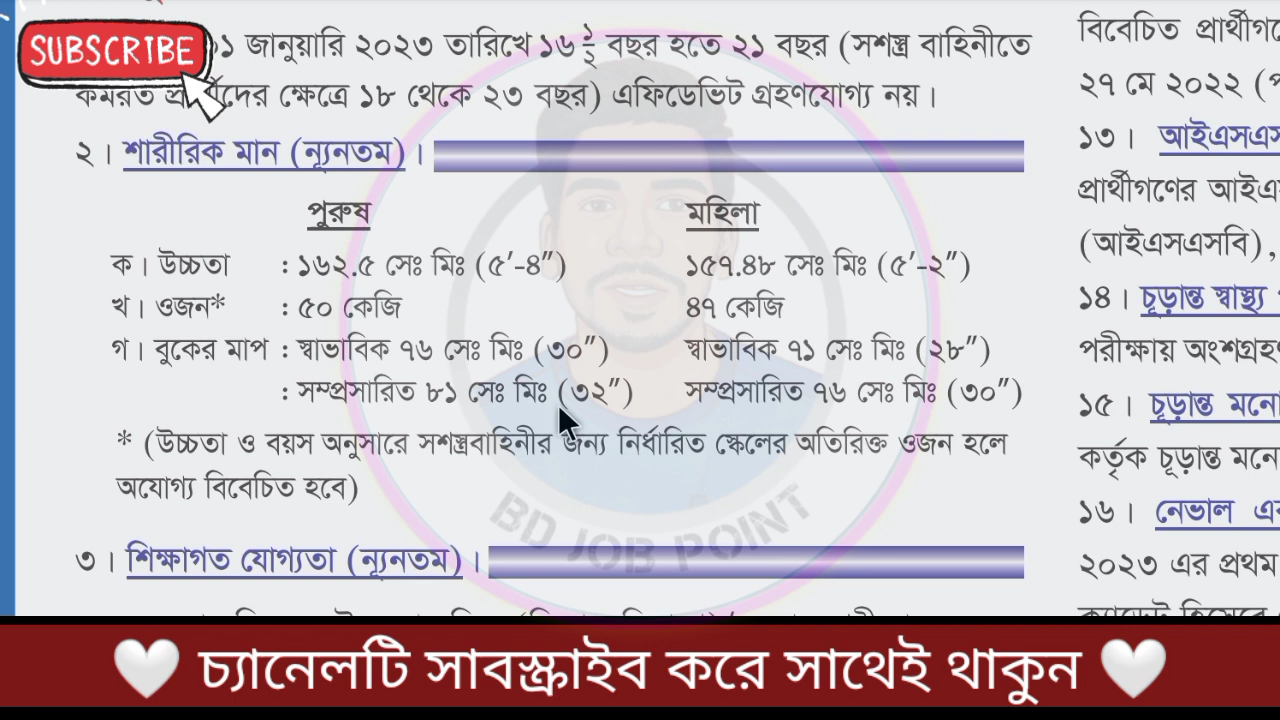 SUBSCRIBE
১ জানুয়ারি ২০২৩ তারিখে ১৬ ১/২ বছর হতে ২১ বছর (সশস্ত্র বাহিনীতে
কর্মরত প্রার্থীদের ক্ষেত্রে ১৮ থেকে ২৩ বছর) এফিডেভিট গ্রহণযোগ্য নয়।
২। শারীরিক মান (ন্যূনতম)।
পুরুষ মহিলা
ক। উচ্চতা : ১৬২.৫ সেঃ মিঃ (৫′-৪″) ১৫৭.৪৮ সেঃ মিঃ (৫′-২″)
খ। ওজন* : ৫০ কেজি ৪৭ কেজি
গ। বুকের মাপ : স্বাভাবিক ৭৬ সেঃ মিঃ (৩০″) স্বাভাবিক ৭১ সেঃ মিঃ (২৮″)
: সম্প্রসারিত ৮১ সেঃ মিঃ (৩২″) সম্প্রসারিত ৭৬ সেঃ মিঃ (৩০″)
* (উচ্চতা ও বয়স অনুসারে সশস্ত্রবাহিনীর জন্য নির্ধারিত স্কেলের অতিরিক্ত ওজন হলে
অযোগ্য বিবেচিত হবে)
৩। শিক্ষাগত যোগ্যতা (ন্যূনতম)।
BD JOB POINT
বিবেচিত প্রার্থীগণে
২৭ মে ২০২২ (প
১৩। আইএসএস
প্রার্থীগণের আইএ
(আইএসএসবি),
১৪। চূড়ান্ত স্বাস্থ্য
পরীক্ষায় অংশগ্রহ
১৫। চূড়ান্ত মনো
কর্তৃক চূড়ান্ত মনে
১৬। নেভাল এ
২০২৩ এর প্রথম
🤍 চ্যানেলটি সাবস্ক্রাইব করে সাথেই থাকুন 🤍